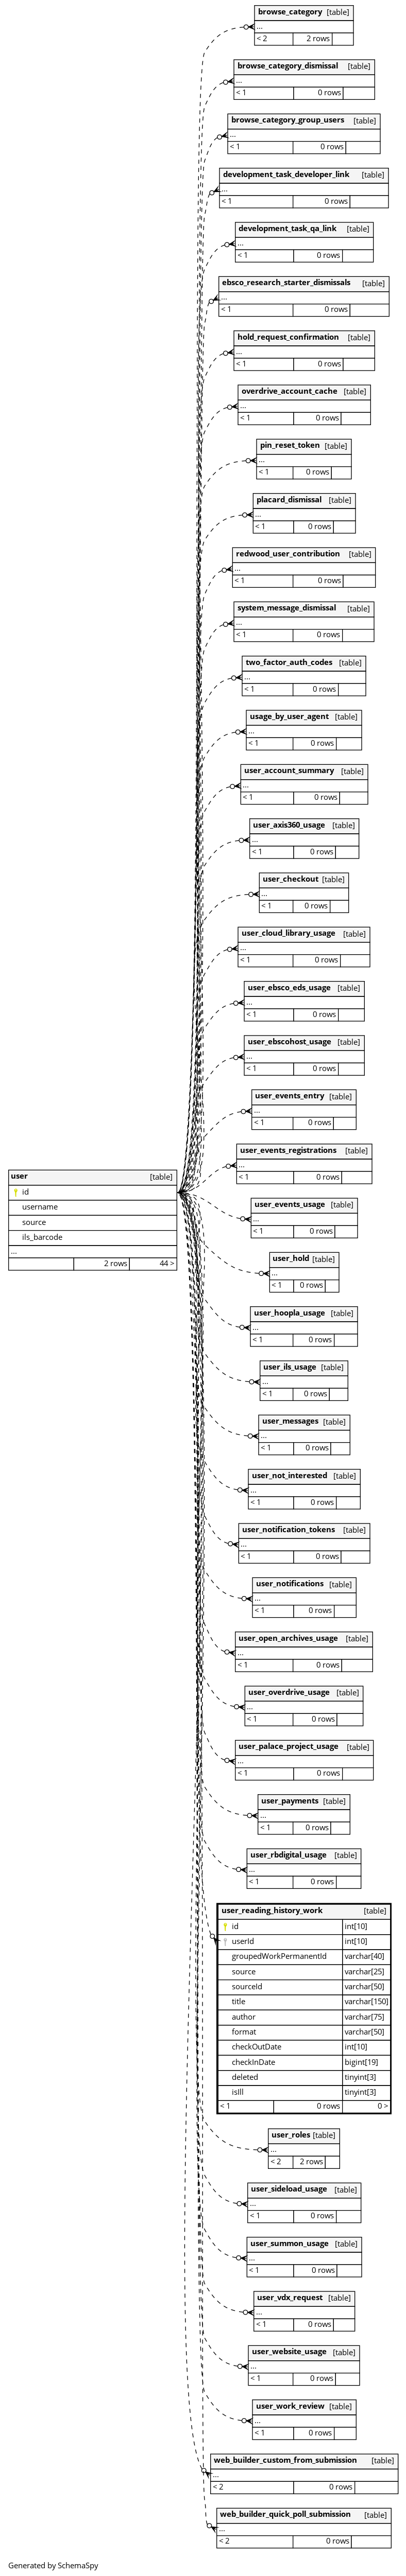 browse_category [table]
...
< 2 2 rows
browse_category_dismissal [table]
...
< 1 0 rows
browse_category_group_users [table]
...
< 1 0 rows
development_task_developer_link [table]
...
< 1 0 rows
development_task_qa_link [table]
...
< 1 0 rows
ebsco_research_starter_dismissals [table]
...
< 1 0 rows
hold_request_confirmation [table]
...
< 1 0 rows
overdrive_account_cache [table]
...
< 1 0 rows
pin_reset_token [table]
...
< 1 0 rows
placard_dismissal [table]
...
< 1 0 rows
redwood_user_contribution [table]
...
< 1 0 rows
system_message_dismissal [table]
...
< 1 0 rows
two_factor_auth_codes [table]
...
< 1 0 rows
usage_by_user_agent [table]
...
< 1 0 rows
user_account_summary [table]
...
< 1 0 rows
user_axis360_usage [table]
...
< 1 0 rows
user_checkout [table]
...
< 1 0 rows
user_cloud_library_usage [table]
...
< 1 0 rows
user_ebsco_eds_usage [table]
...
< 1 0 rows
user_ebscohost_usage [table]
...
< 1 0 rows
user_events_entry [table]
...
< 1 0 rows
user_events_registrations [table]
...
< 1 0 rows
user [table]
id
username
source
ils_barcode
...
2 rows 44 >
user_events_usage [table]
...
< 1 0 rows
user_hold [table]
...
< 1 0 rows
user_hoopla_usage [table]
...
< 1 0 rows
user_ils_usage [table]
...
< 1 0 rows
user_messages [table]
...
< 1 0 rows
user_not_interested [table]
...
< 1 0 rows
user_notification_tokens [table]
...
< 1 0 rows
user_notifications [table]
...
< 1 0 rows
user_open_archives_usage [table]
...
< 1 0 rows
user_overdrive_usage [table]
...
< 1 0 rows
user_palace_project_usage [table]
...
< 1 0 rows
user_payments [table]
...
< 1 0 rows
user_rbdigital_usage [table]
...
< 1 0 rows
user_reading_history_work [table]
id int[10]
userId int[10]
groupedWorkPermanentId varchar[40]
source varchar[25]
sourceId varchar[50]
title varchar[150]
author varchar[75]
format varchar[50]
checkOutDate int[10]
checkInDate bigint[19]
deleted tinyint[3]
isIll tinyint[3]
< 1 0 rows 0 >
user_roles [table]
...
< 2 2 rows
user_sideload_usage [table]
...
< 1 0 rows
user_summon_usage [table]
...
< 1 0 rows
user_vdx_request [table]
...
< 1 0 rows
user_website_usage [table]
...
< 1 0 rows
user_work_review [table]
...
< 1 0 rows
web_builder_custom_from_submission [table]
...
< 2 0 rows
web_builder_quick_poll_submission [table]
...
< 2 0 rows
Generated by SchemaSpy